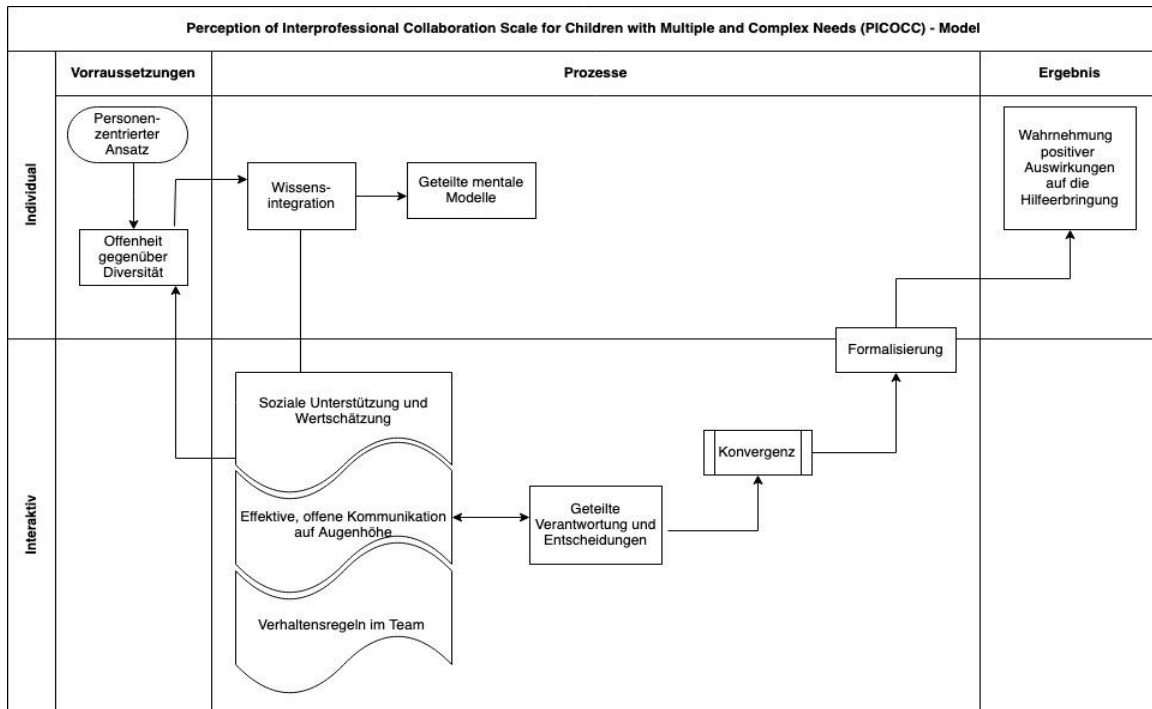 Perception of Interprofessional Collaboration Scale for Children with Multiple and Complex Needs (PICOCC) - Model
Vorraussetzungen
Prozesse
Ergebnis
Individual
Personen-
zentrierter
Ansatz
Offenheit
gegenüber
Diversität
Wissens-
integration
Geteilte mentale
Modelle
Wahrnehmung
positiver
Auswirkungen
auf die
Hilfeerbringung
Formalisierung
Interaktiv
Soziale Unterstützung und
Wertschätzung
Effektive, offene Kommunikation
auf Augenhöhe
Verhaltensregeln im Team
Geteilte
Verantwortung und
Entscheidungen
Konvergenz